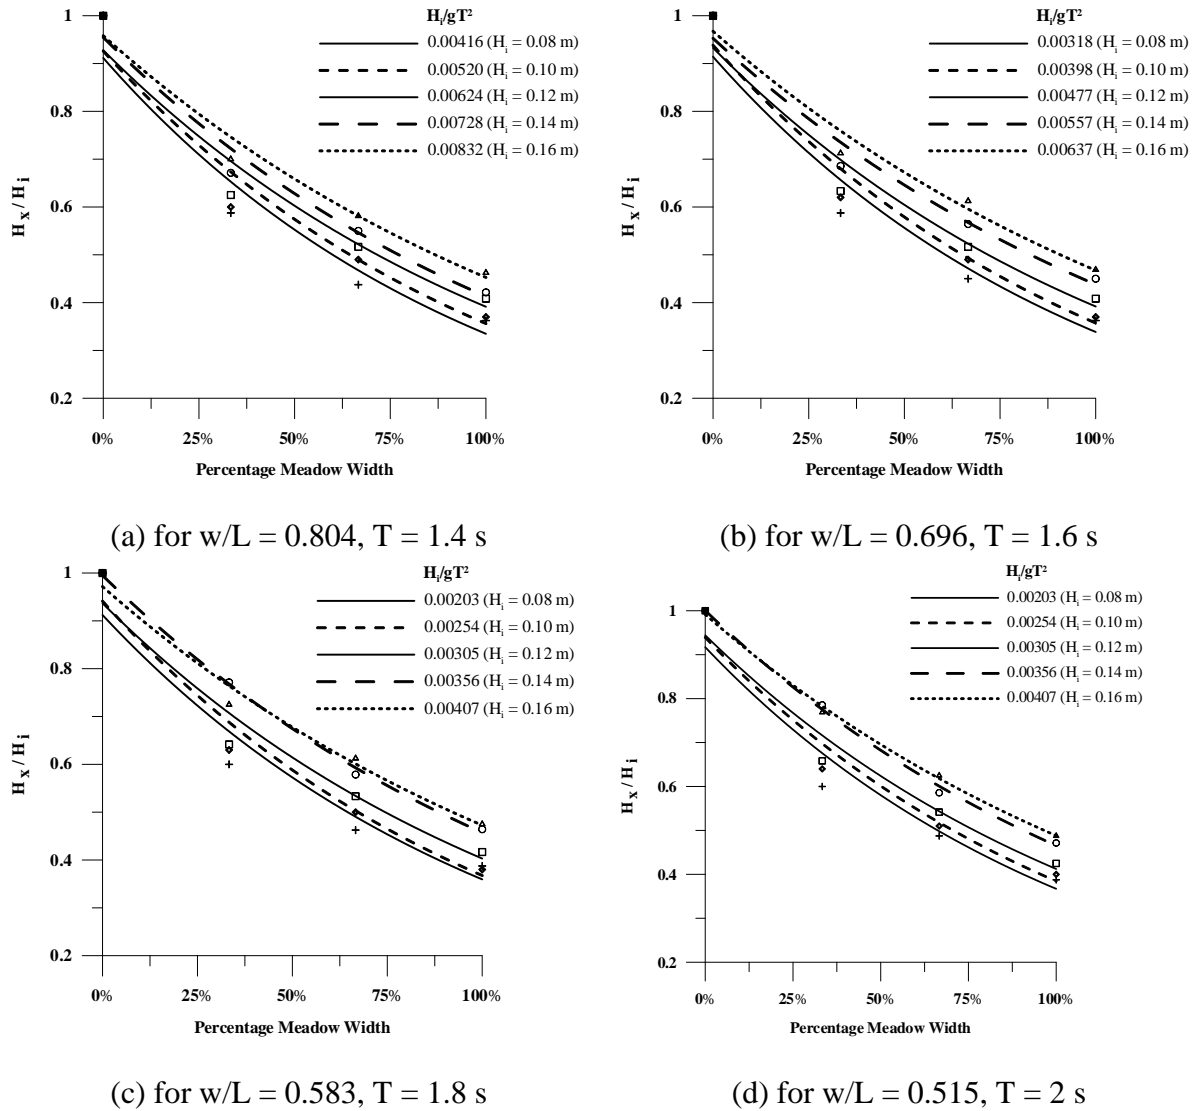 H_i/gT²
0.00416 (H_i = 0.08 m)
0.00520 (H_i = 0.10 m)
0.00624 (H_i = 0.12 m)
0.00728 (H_i = 0.14 m)
0.00832 (H_i = 0.16 m)
1
0.8
0.6
0.4
0.2
H_x / H_i
0% 25% 50% 75% 100%
Percentage Meadow Width
(a) for w/L = 0.804, T = 1.4 s
H_i/gT²
0.00318 (H_i = 0.08 m)
0.00398 (H_i = 0.10 m)
0.00477 (H_i = 0.12 m)
0.00557 (H_i = 0.14 m)
0.00637 (H_i = 0.16 m)
1
0.8
0.6
0.4
0.2
H_x / H_i
0% 25% 50% 75% 100%
Percentage Meadow Width
(b) for w/L = 0.696, T = 1.6 s
H_i/gT²
0.00203 (H_i = 0.08 m)
0.00254 (H_i = 0.10 m)
0.00305 (H_i = 0.12 m)
0.00356 (H_i = 0.14 m)
0.00407 (H_i = 0.16 m)
1
0.8
0.6
0.4
0.2
H_x / H_i
0% 25% 50% 75% 100%
Percentage Meadow Width
(c) for w/L = 0.583, T = 1.8 s
H_i/gT²
0.00203 (H_i = 0.08 m)
0.00254 (H_i = 0.10 m)
0.00305 (H_i = 0.12 m)
0.00356 (H_i = 0.14 m)
0.00407 (H_i = 0.16 m)
1
0.8
0.6
0.4
0.2
H_x / H_i
0% 25% 50% 75% 100%
Percentage Meadow Width
(d) for w/L = 0.515, T = 2 s